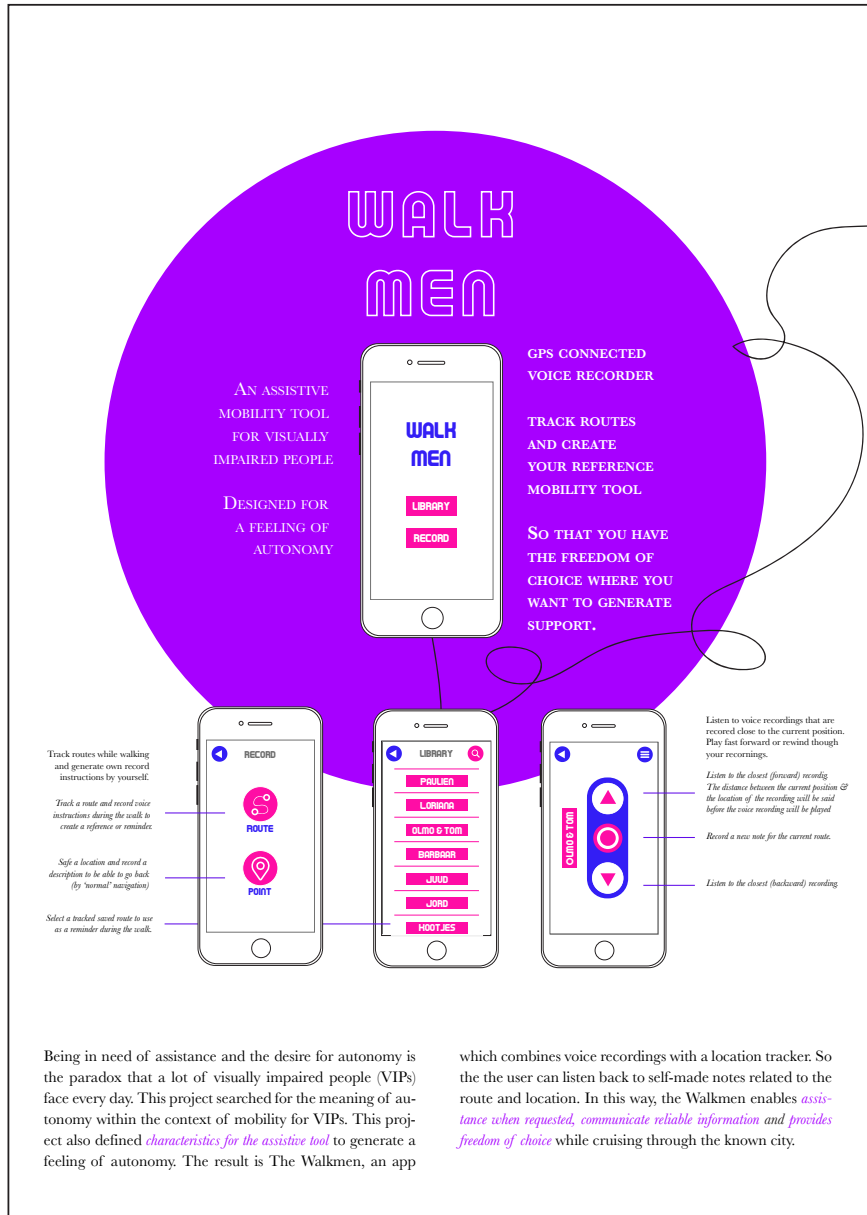 WALK
MEN
An assistive
mobility tool
for visually
impaired people
Designed for
a feeling of
autonomy
WALK
MEN
LIBRARY
RECORD
GPS connected
voice recorder
track routes
and create
your reference
mobility tool
So that you have
the freedom of
choice where you
want to generate
support.
Track routes while walking
and generate own record
instructions by yourself.
Track a route and record voice
instructions during the walk to
create a reference or reminder.
Safe a location and record a
description to be able to go back
(by ‘normal’ navigation)
Select a tracked saved route to use
as a reminder during the walk.
RECORD
ROUTE
POINT
LIBRARY
PAULIEN
LORIANA
OLMO & TOM
BARBAAR
JUUD
JORD
HOOTJES
OLMO & TOM
Listen to voice recordings that are
recored close to the current position.
Play fast forward or rewind though
your recornings.
Listen to the closest (forward) recordig.
The distance between the current position &
the location of the recording will be said
before the voice recording will be played
Record a new note for the current route.
Listen to the closest (backward) recording.
Being in need of assistance and the desire for autonomy is
the paradox that a lot of visually impaired people (VIPs)
face every day. This project searched for the meaning of au-
tonomy within the context of mobility for VIPs. This proj-
ect also defined characteristics for the assistive tool to generate a
feeling of autonomy. The result is The Walkmen, an app
which combines voice recordings with a location tracker. So
the the user can listen back to self-made notes related to the
route and location. In this way, the Walkmen enables assis-
tance when requested, communicate reliable information and provides
freedom of choice while cruising through the known city.